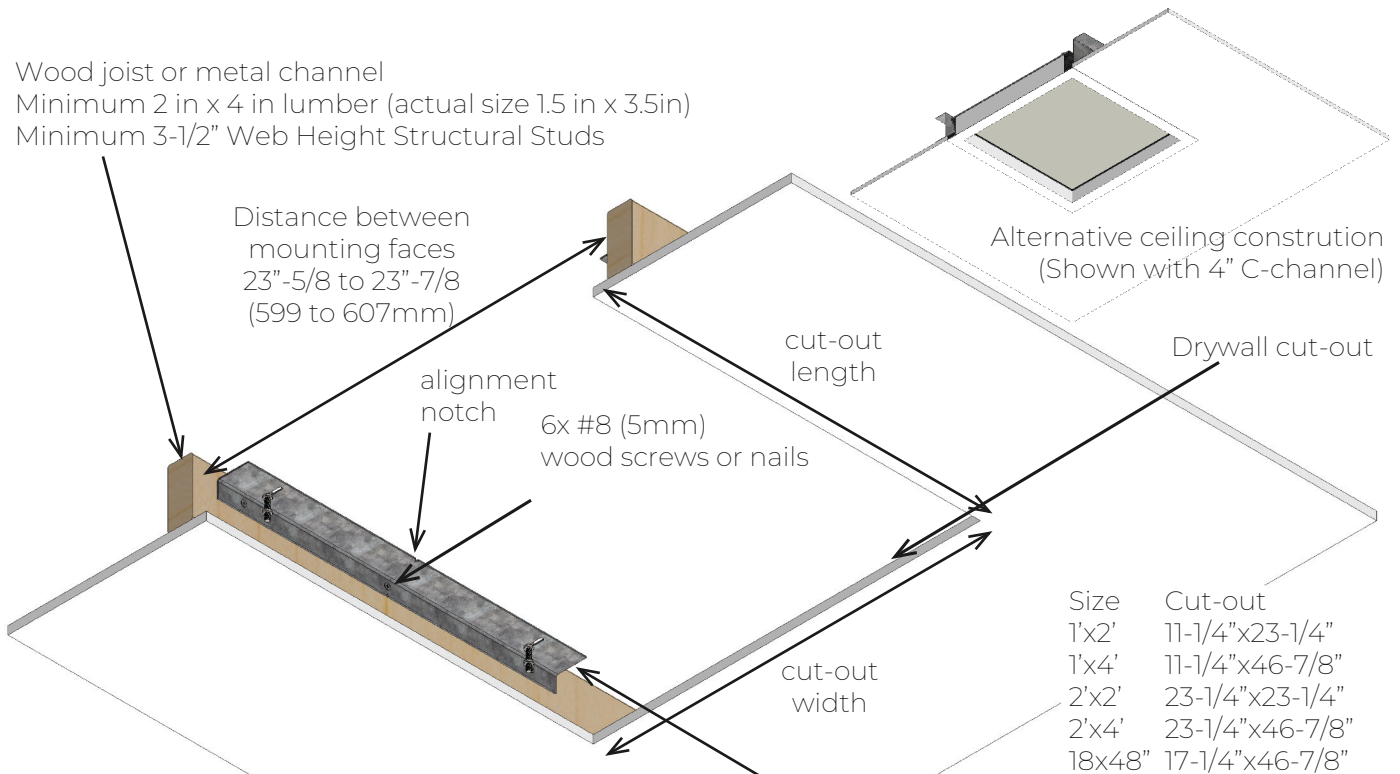 Wood joist or metal channel
Minimum 2 in x 4 in lumber (actual size 1.5 in x 3.5in)
Minimum 3-1/2” Web Height Structural Studs
Distance between
mounting faces
23”-5/8 to 23”-7/8
(599 to 607mm)
Alternative ceiling constrution
(Shown with 4” C-channel)
cut-out
length
Drywall cut-out
alignment
notch
6x #8 (5mm)
wood screws or nails
cut-out
width
Size Cut-out
1’x2’ 11-1/4”x23-1/4”
1’x4’ 11-1/4”x46-7/8”
2’x2’ 23-1/4”x23-1/4”
2’x4’ 23-1/4”x46-7/8”
18x48” 17-1/4”x46-7/8”